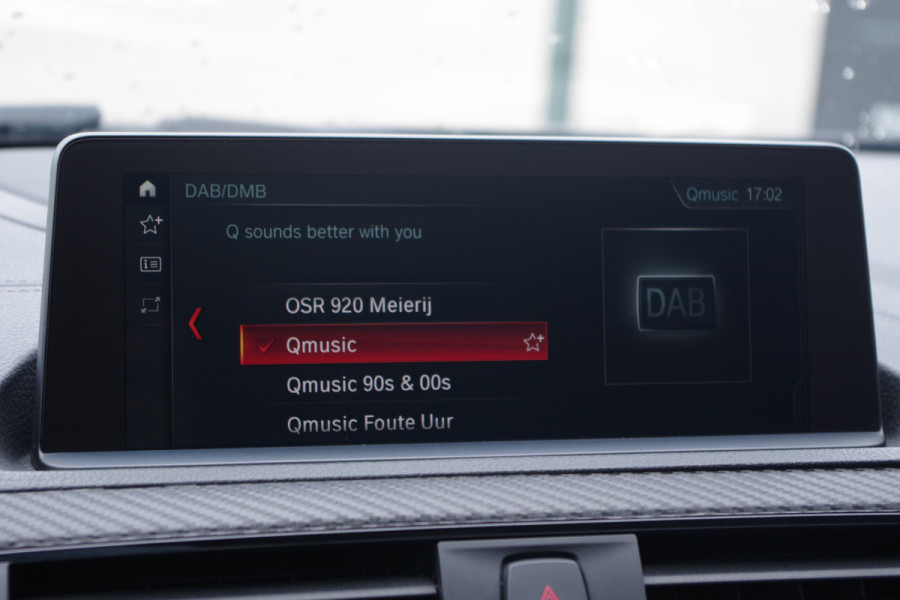 DAB/DMB
Qmusic 17:02
Q sounds better with you
OSR 920 Meierij
Qmusic
Qmusic 90s & 00s
Qmusic Foute Uur
DAB